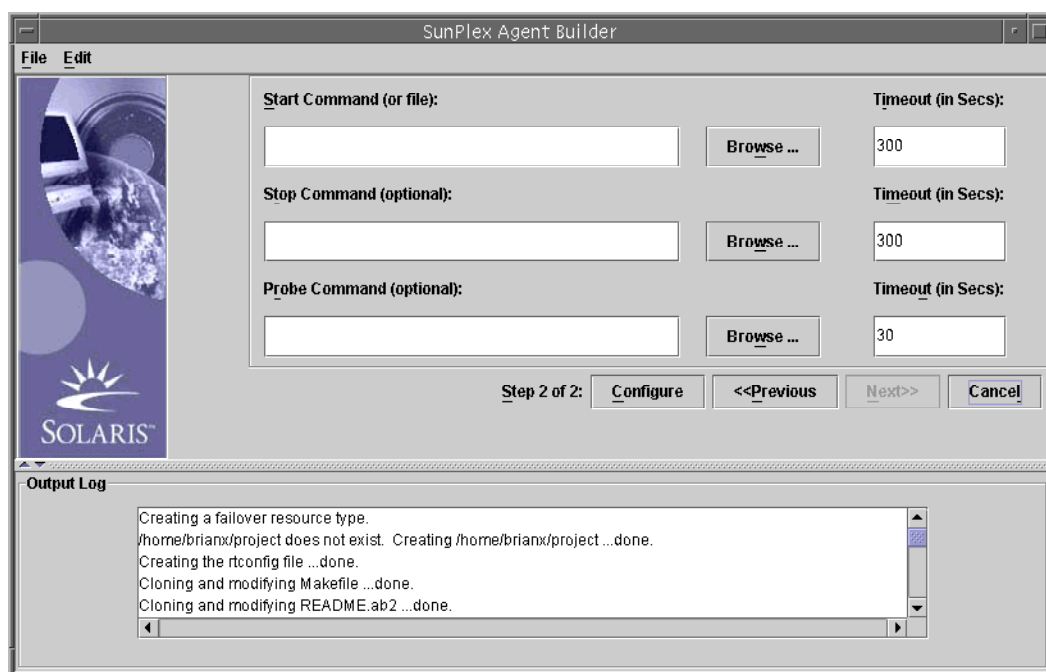 SunPlex Agent Builder
File Edit
Start Command (or file): Timeout (in Secs):
Browse ... 300
Stop Command (optional): Timeout (in Secs):
Browse ... 300
Probe Command (optional): Timeout (in Secs):
Browse ... 30
Step 2 of 2: Configure <<Previous Next>> Cancel
SOLARIS™
Output Log
Creating a failover resource type.
/home/brianx/project does not exist. Creating /home/brianx/project ...done.
Creating the rtconfig file ...done.
Cloning and modifying Makefile ...done.
Cloning and modifying README.ab2 ...done.